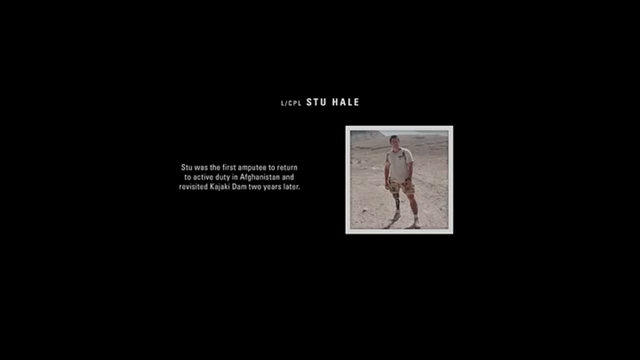 L/CPL STU HALE
Stu was the first amputee to return
to active duty in Afghanistan and
revisited Kajaki Dam two years later.